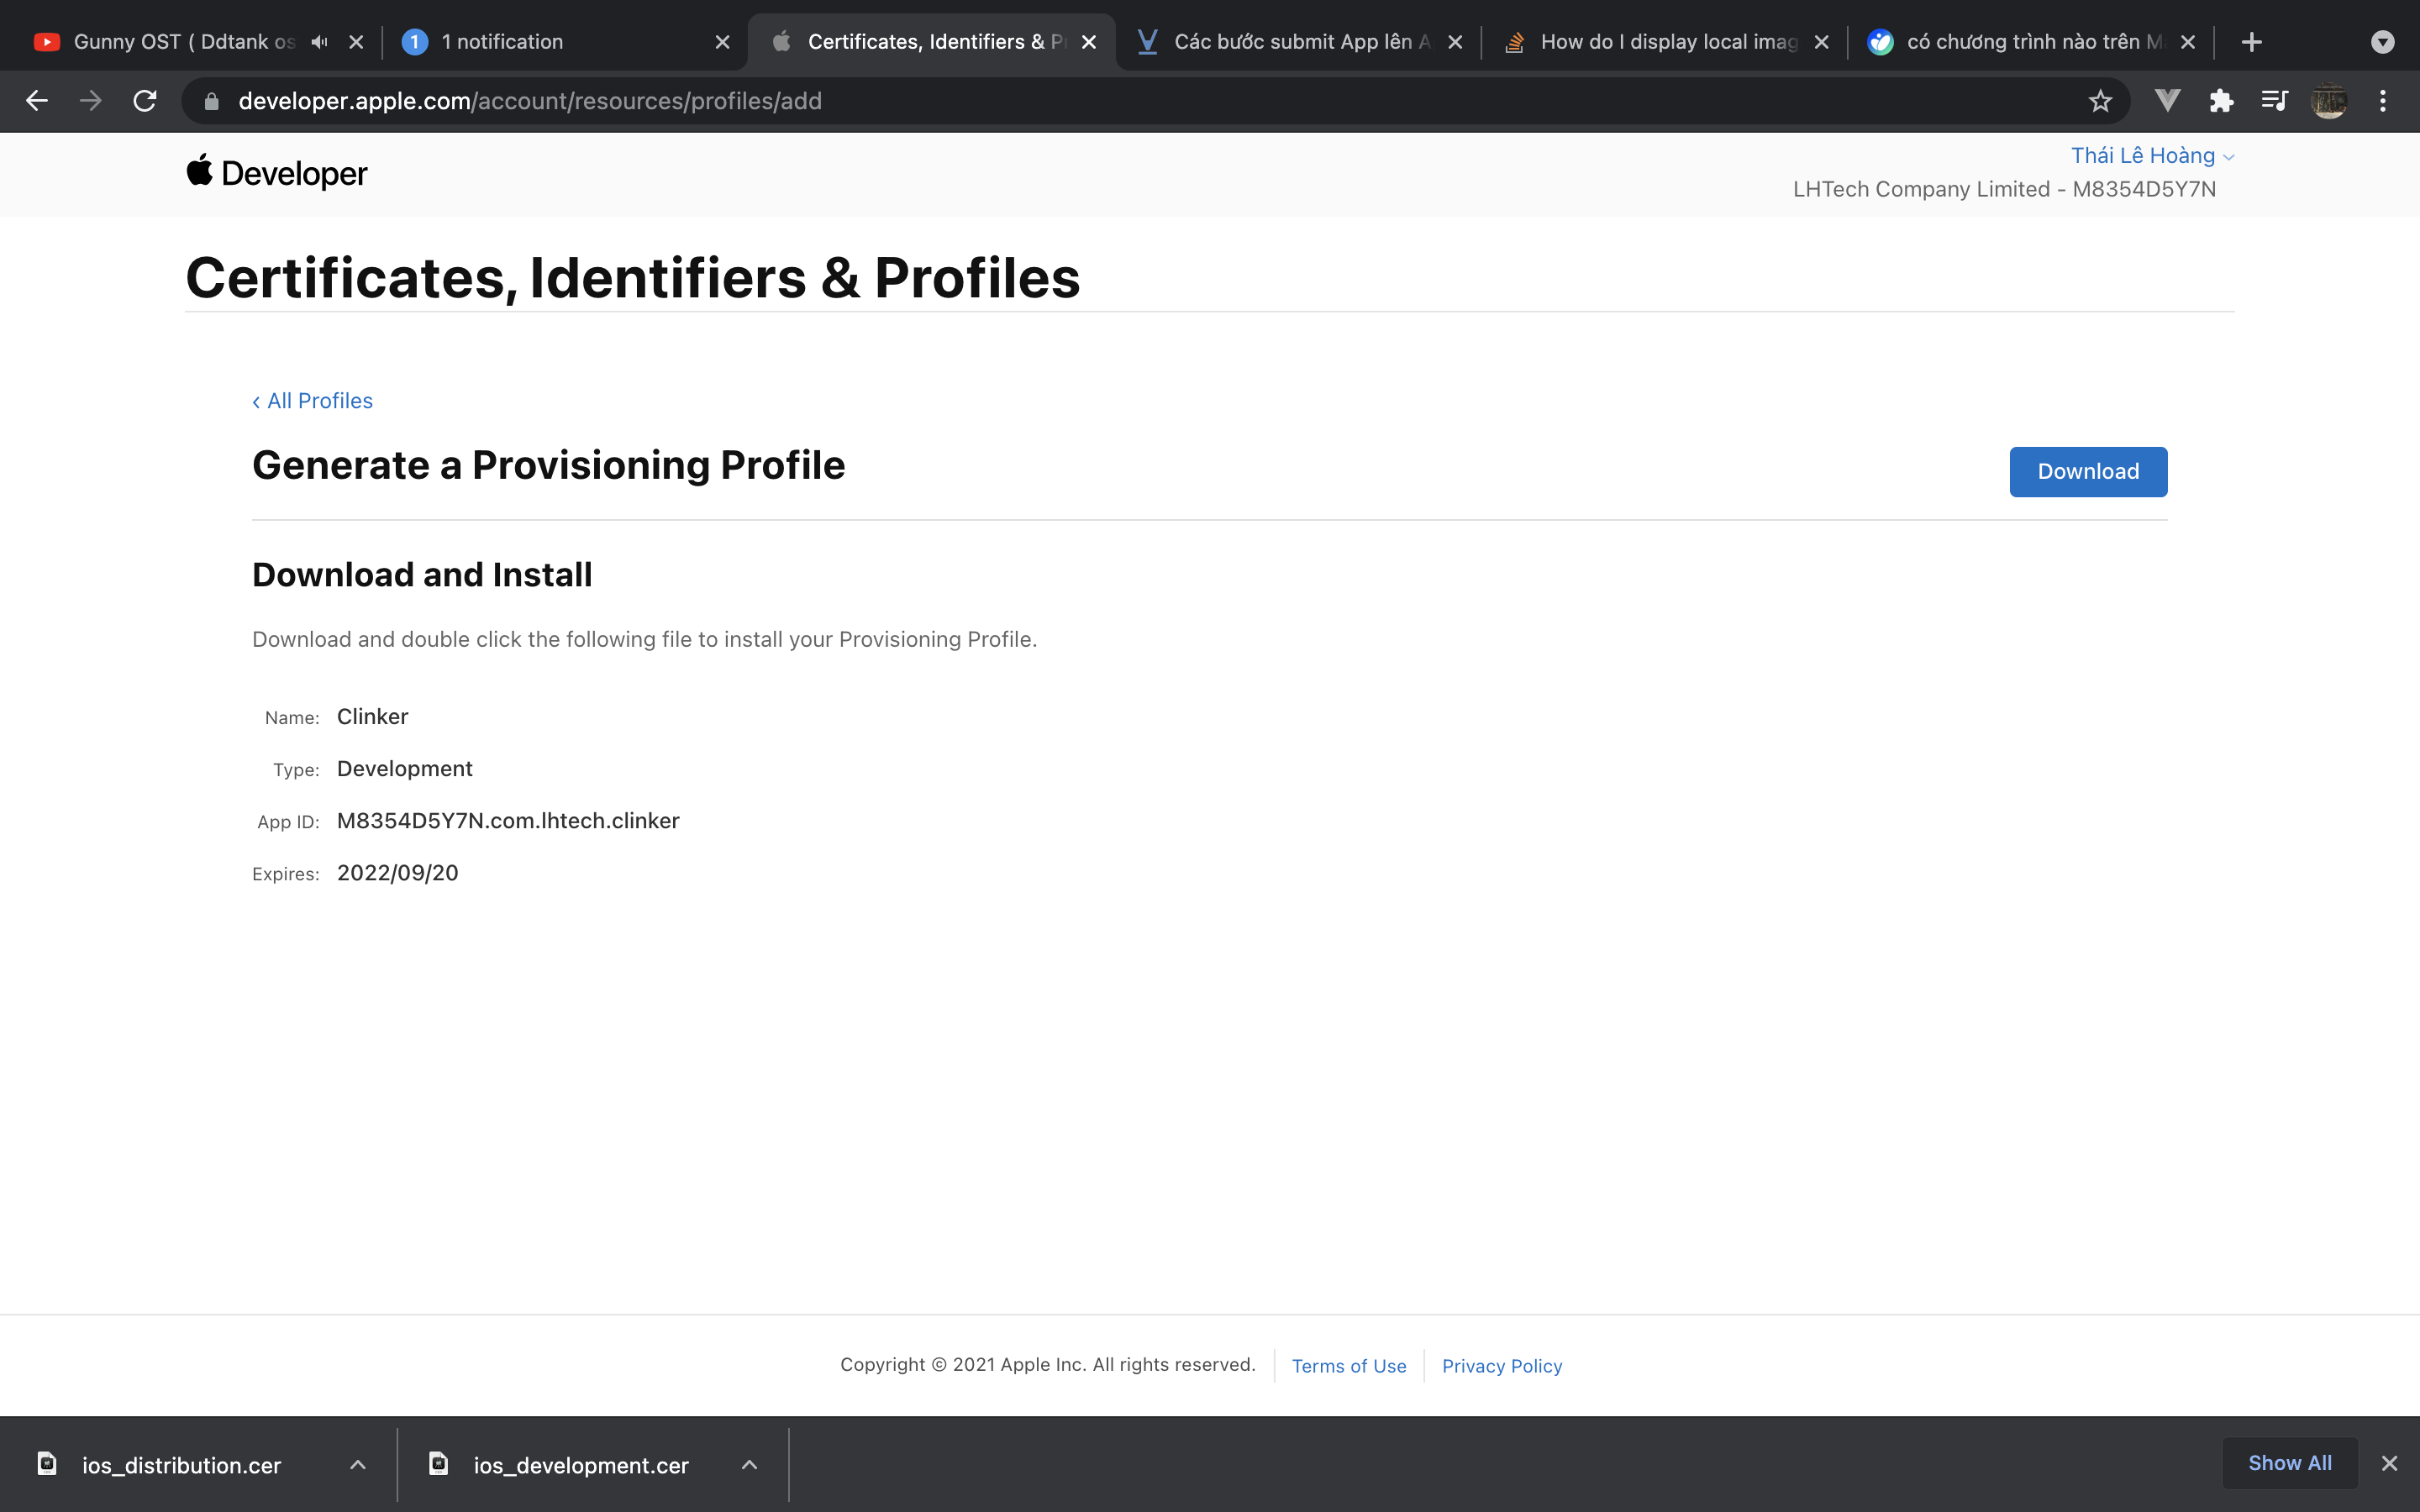 Gunny OST ( Ddtank os
1 notification
Certificates, Identifiers & Pr
Các bước submit App lên A
How do I display local imag
có chương trình nào trên M
developer.apple.com/account/resources/profiles/add
Developer
Thái Lê Hoàng
LHTech Company Limited - M8354D5Y7N
Certificates, Identifiers & Profiles
‹ All Profiles
Generate a Provisioning Profile
Download
Download and Install
Download and double click the following file to install your Provisioning Profile.
Name: Clinker
Type: Development
App ID: M8354D5Y7N.com.lhtech.clinker
Expires: 2022/09/20
Copyright © 2021 Apple Inc. All rights reserved.
Terms of Use
Privacy Policy
ios_distribution.cer
ios_development.cer
Show All